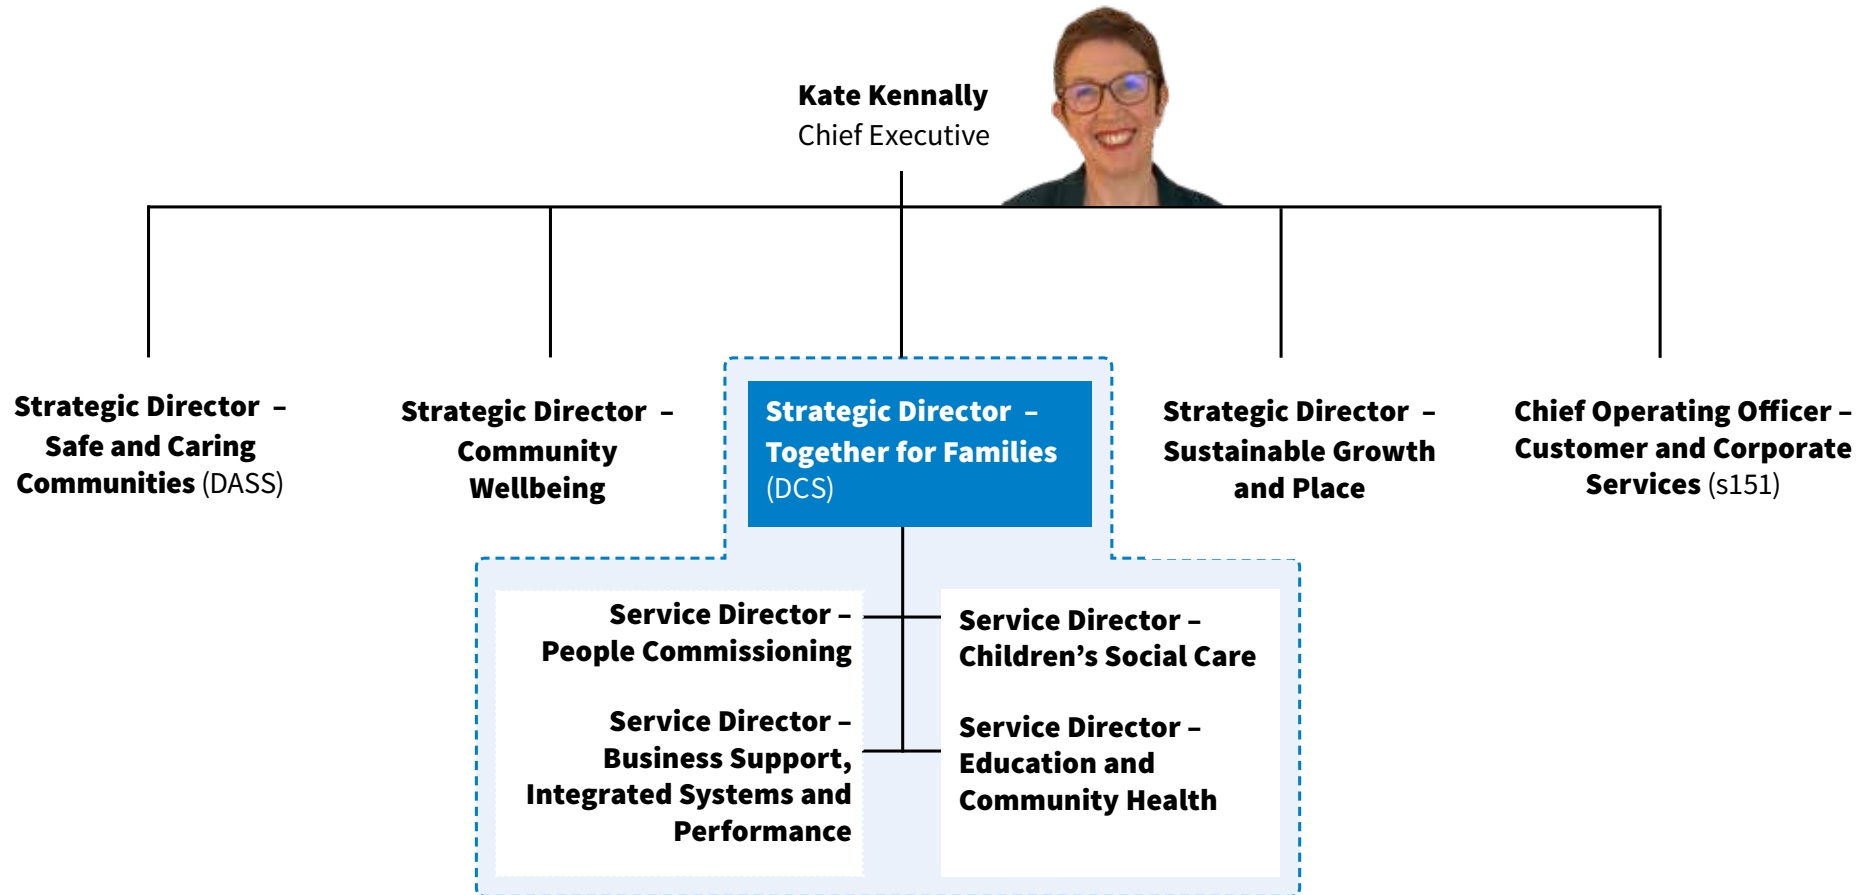 Kate Kennally
Chief Executive
Strategic Director –
Safe and Caring
Communities (DASS)
Strategic Director –
Community
Wellbeing
Strategic Director –
Together for Families
(DCS)
Strategic Director –
Sustainable Growth
and Place
Chief Operating Officer –
Customer and Corporate
Services (s151)
Service Director –
People Commissioning
Service Director –
Business Support,
Integrated Systems and
Performance
Service Director –
Children’s Social Care
Service Director –
Education and
Community Health